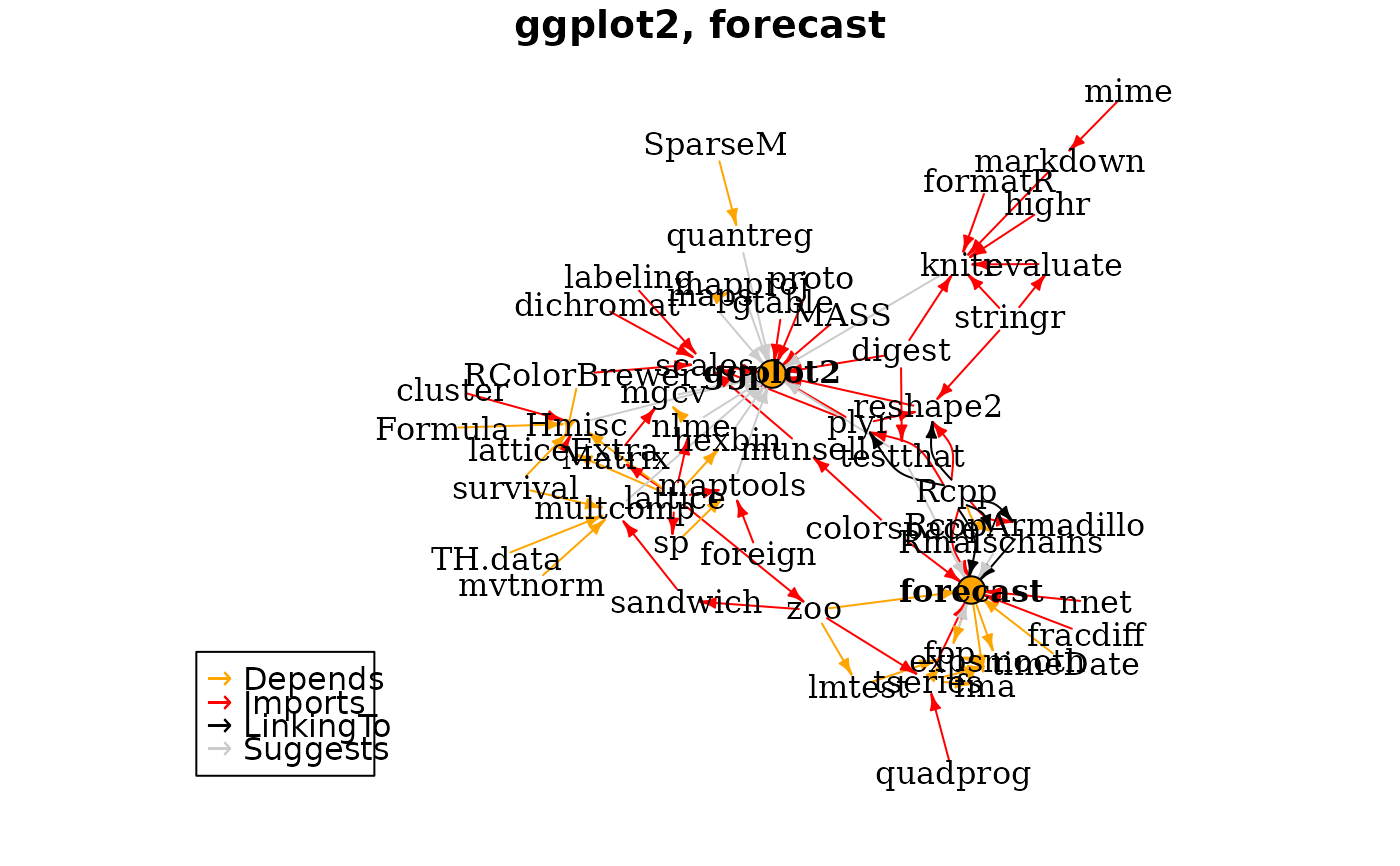 ggplot2, forecast
mime
SparseM
markdown
formatR
highr
quantreg
knitr
evaluate
labeling
mapproj
proto
maps
gtable
dichromat
MASS
stringr
digest
scales
ggplot2
RColorBrewer
mgcv
cluster
reshape2
Formula
Hmisc
nlme
plyr
hexbin
munsell
latticeExtra
Matrix
testthat
survival
lattice
maptools
Rcpp
multcomp
colorspace
RcppArmadillo
sp
Rmalschains
TH.data
foreign
mvtnorm
forecast
sandwich
zoo
nnet
fracdiff
fpp
expsmooth
timeDate
lmtest
tseries
fma
quadprog
→ Depends
→ Imports
→ LinkingTo
→ Suggests